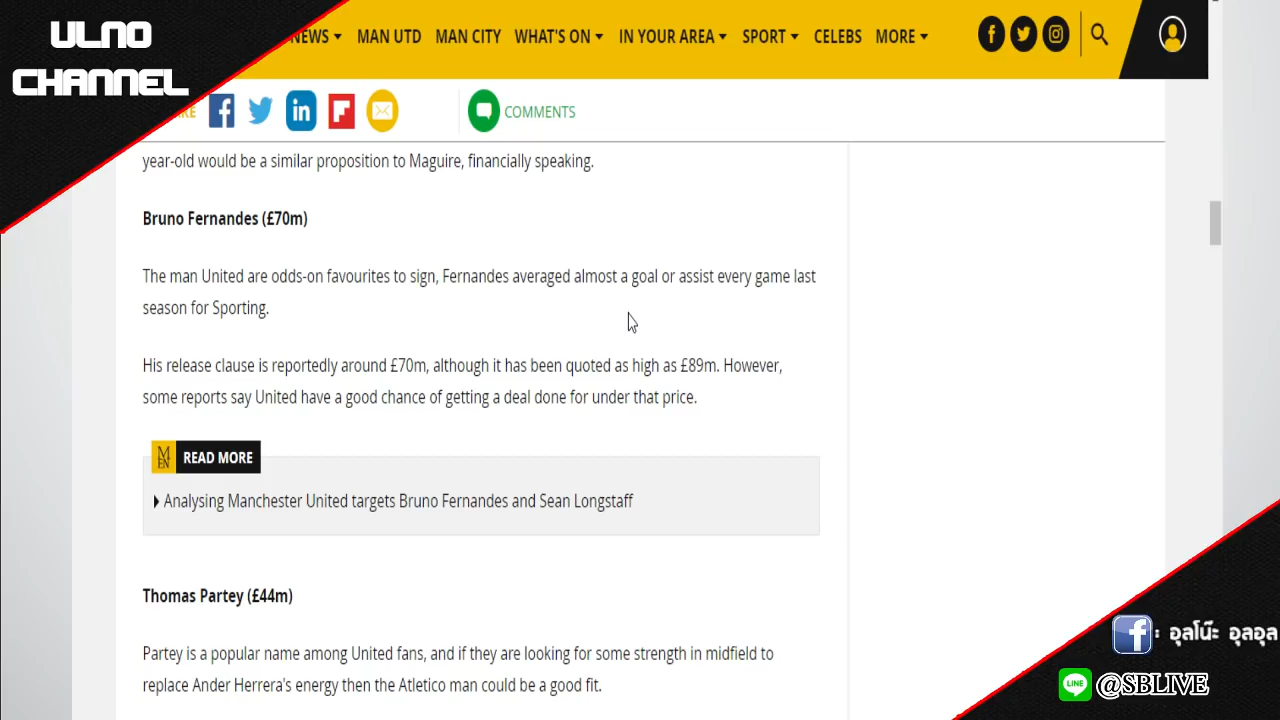 ULNO
CHANNEL
NEWS MAN UTD MAN CITY WHAT'S ON IN YOUR AREA SPORT CELEBS MORE
COMMENTS
year-old would be a similar proposition to Maguire, financially speaking.
Bruno Fernandes (£70m)
The man United are odds-on favourites to sign, Fernandes averaged almost a goal or assist every game last
season for Sporting.
His release clause is reportedly around £70m, although it has been quoted as high as £89m. However,
some reports say United have a good chance of getting a deal done for under that price.
M
EN
READ MORE
Analysing Manchester United targets Bruno Fernandes and Sean Longstaff
Thomas Partey (£44m)
Partey is a popular name among United fans, and if they are looking for some strength in midfield to
replace Ander Herrera's energy then the Atletico man could be a good fit.
: อุลโน๊ะ อุลอุล
LINE @SBLIVE